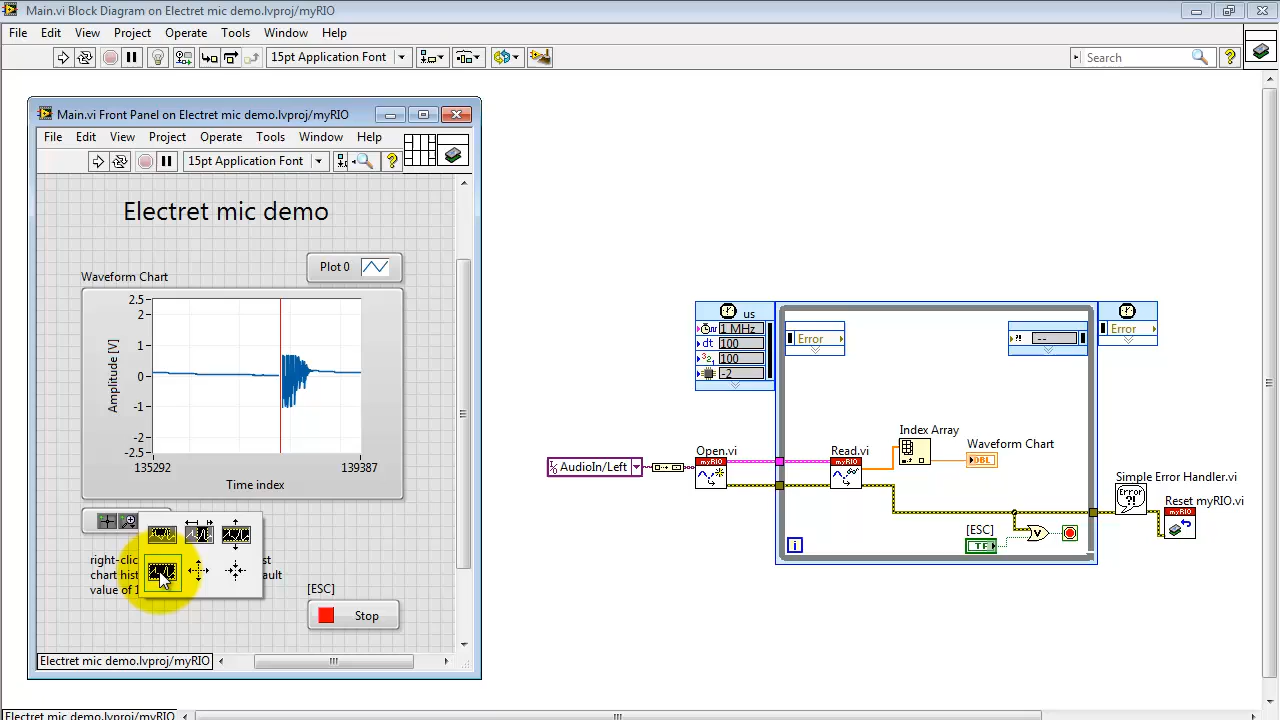 Main.vi Block Diagram on Electret mic demo.lvproj/myRIO
File Edit View Project Operate Tools Window Help
15pt Application Font
Search
Main.vi Front Panel on Electret mic demo.lvproj/myRIO
File Edit View Project Operate Tools Window Help
15pt Application Font
Electret mic demo
Plot 0
Waveform Chart
2.5
2
1
0
-1
-2
-2.5
Amplitude [V]
135292
139387
Time index
right-clic
st
chart hist
ault
value of 1
[ESC]
Stop
Electret mic demo.lvproj/myRIO
us
1 MHz
dt 100
100
-2
Error
--
Error
Index Array
Waveform Chart
DBL
Open.vi
myRIO
Read.vi
myRIO
AudioIn/Left
[ESC]
TF
V
i
Simple Error Handler.vi
Error
?!
Reset myRIO.vi
myRIO
Electret mic demo.lvproj/myRIO